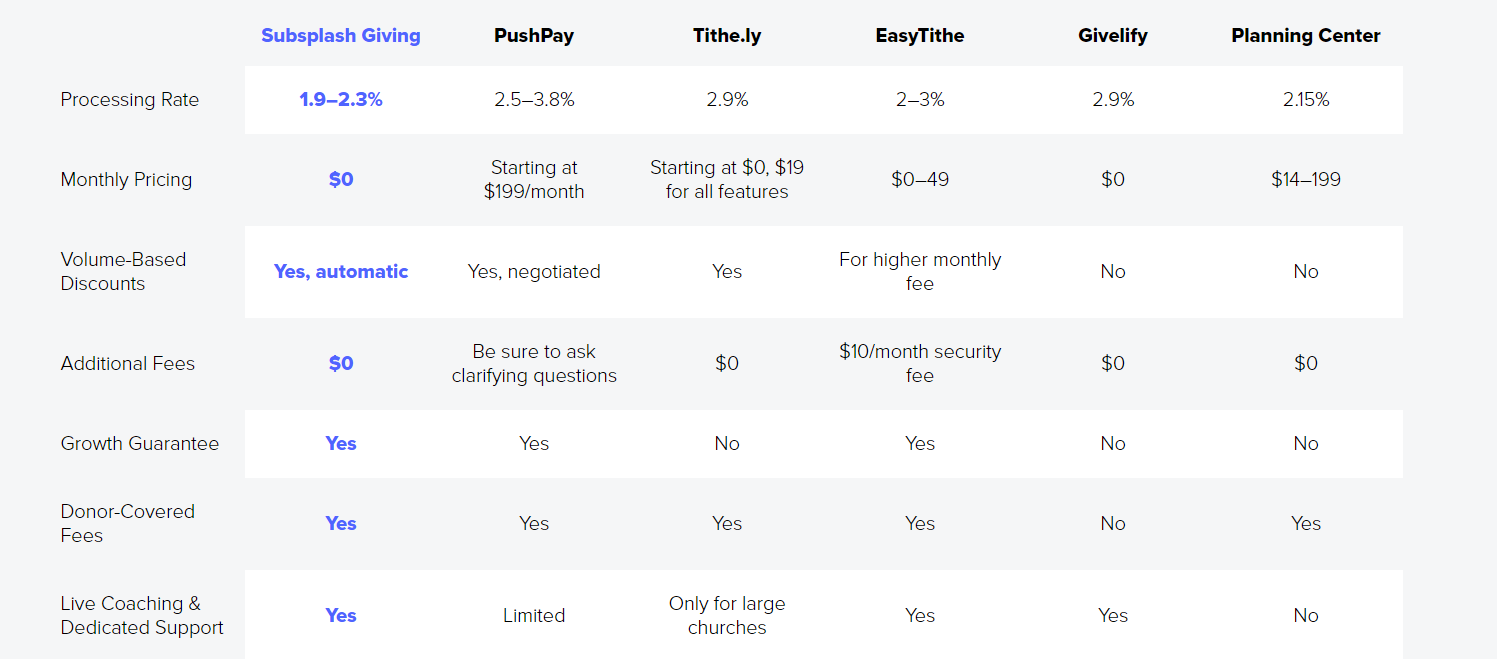 Subsplash Giving PushPay Tithe.ly EasyTithe Givelify Planning Center
Processing Rate 1.9–2.3% 2.5–3.8% 2.9% 2–3% 2.9% 2.15%
Monthly Pricing $0 Starting at $199/month Starting at $0, $19 for all features $0–49 $0 $14–199
Volume-Based Discounts Yes, automatic Yes, negotiated Yes For higher monthly fee No No
Additional Fees $0 Be sure to ask clarifying questions $0 $10/month security fee $0 $0
Growth Guarantee Yes Yes No Yes No No
Donor-Covered Fees Yes Yes Yes Yes No Yes
Live Coaching & Dedicated Support Yes Limited Only for large churches Yes Yes No